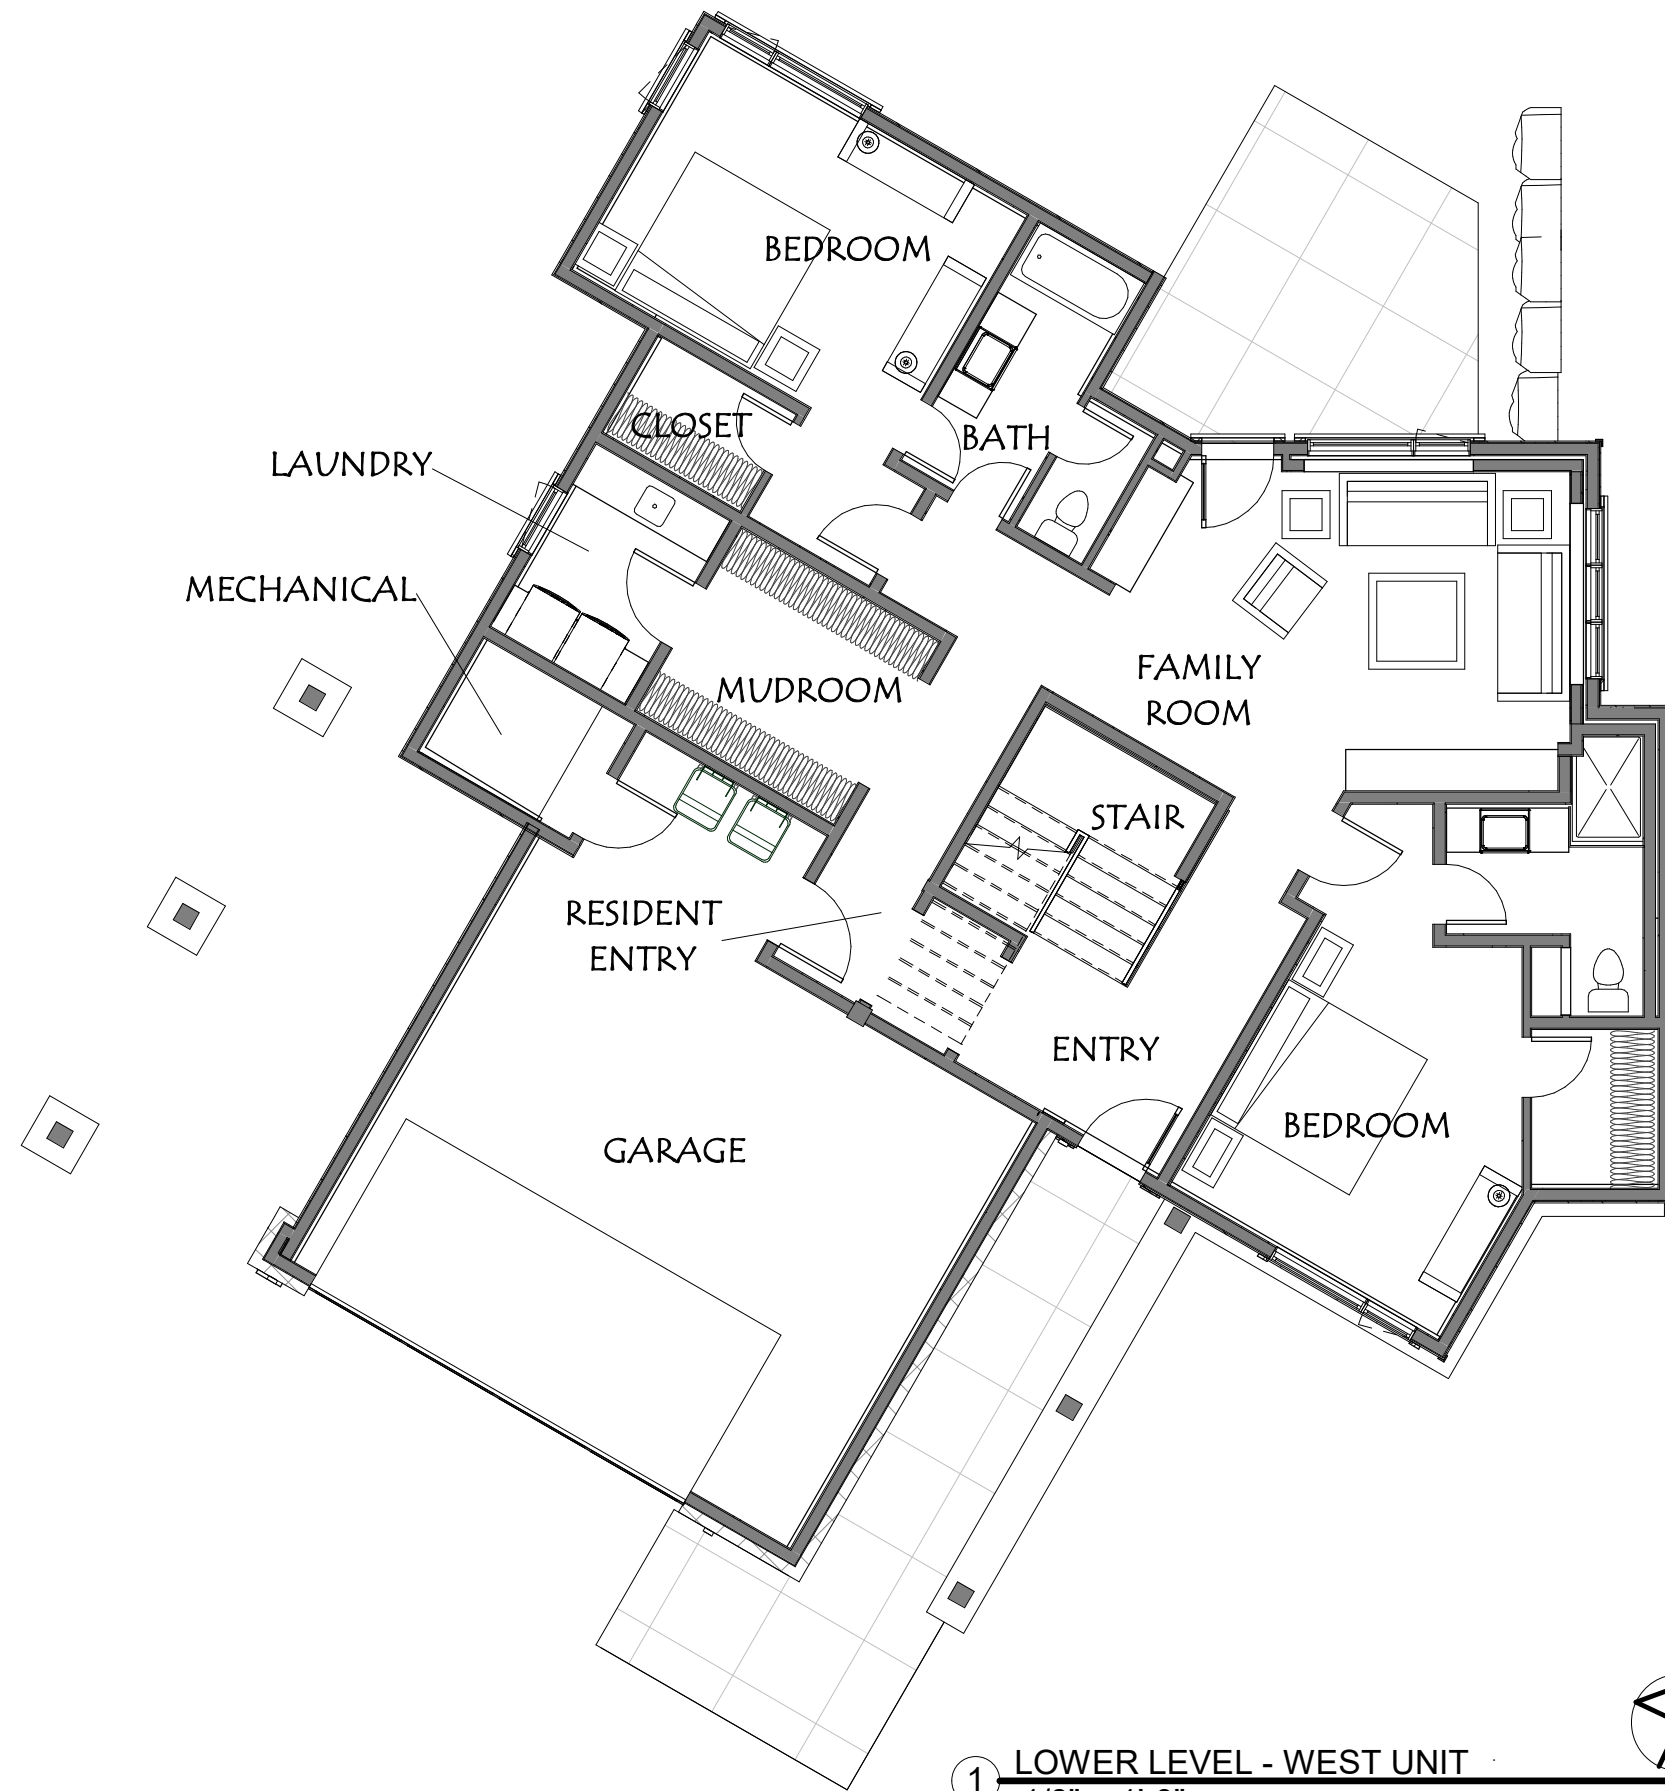 BEDROOM
CLOSET
BATH
LAUNDRY
MECHANICAL
MUDROOM
FAMILY
ROOM
STAIR
RESIDENT
ENTRY
ENTRY
BEDROOM
GARAGE
LOWER LEVEL - WEST UNIT
1